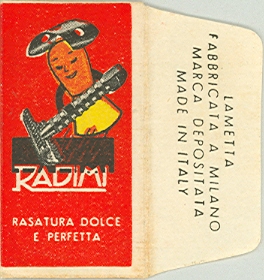 RADIMI
RASATURA DOLCE
E PERFETTA
LAMETTA
FABBRICATA A MILANO
MARCA DEPOSITATA
MADE IN ITALY